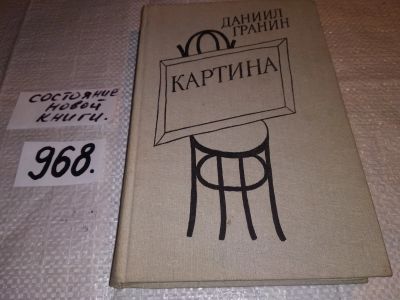 ДАНИИЛ
ГРАНИН
КАРТИНА
состояние
новой
книги.
968.